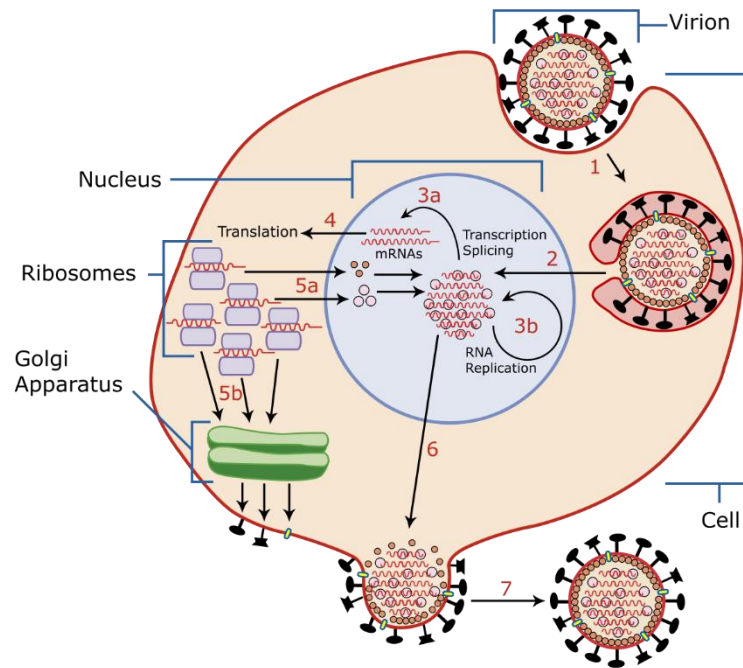 Virion
1
Nucleus
3a
4
Translation
Transcription
Splicing
mRNAs
Ribosomes
2
5a
3b
Golgi
Apparatus
RNA
Replication
5b
6
Cell
7